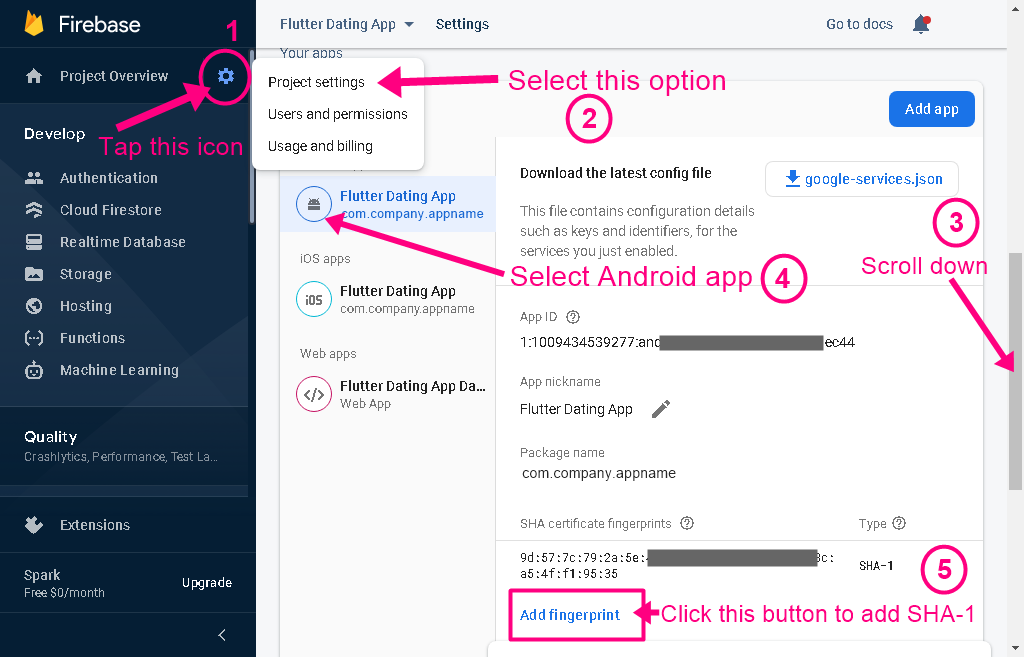 Firebase
1
Project Overview
Tap this icon
Develop
Authentication
Cloud Firestore
Realtime Database
Storage
Hosting
Functions
Machine Learning
Quality
Crashlytics, Performance, Test La...
Extensions
Spark
Free $0/month
Upgrade
Flutter Dating App
Settings
Go to docs
Your apps
Project settings
Users and permissions
Usage and billing
Select this option
2
Add app
Flutter Dating App
com.company.appname
iOS apps
iOS
Flutter Dating App
com.company.appname
Web apps
</>
Flutter Dating App Da...
Web App
Download the latest config file
google-services.json
This file contains configuration details
such as keys and identifiers, for the
services you just enabled.
3
Scroll down
Select Android app
4
App ID
1:1009434539277:and
ec44
App nickname
Flutter Dating App
Package name
com.company.appname
SHA certificate fingerprints
Type
9d:57:7c:79:2a:5e:
c:
a5:4f:f1:95:35
SHA-1
5
Add fingerprint
Click this button to add SHA-1